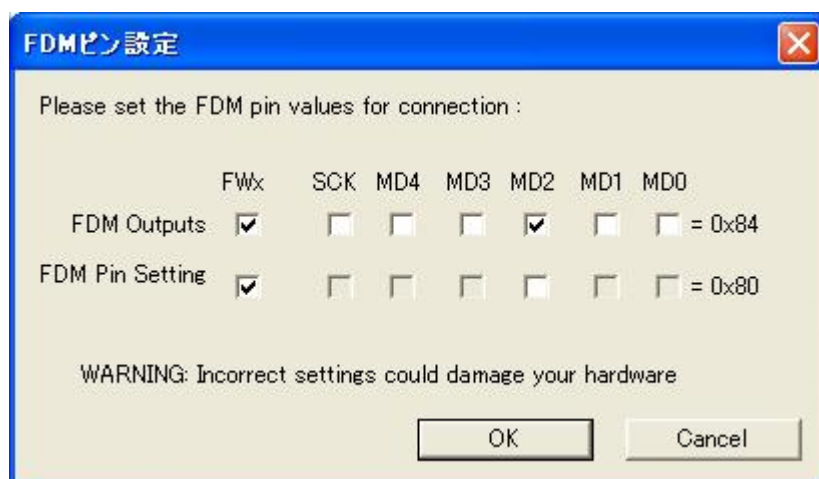 FDMピン設定
Please set the FDM pin values for connection :
FWx SCK MD4 MD3 MD2 MD1 MD0
FDM Outputs = 0x84
FDM Pin Setting = 0x80
WARNING: Incorrect settings could damage your hardware
OK Cancel